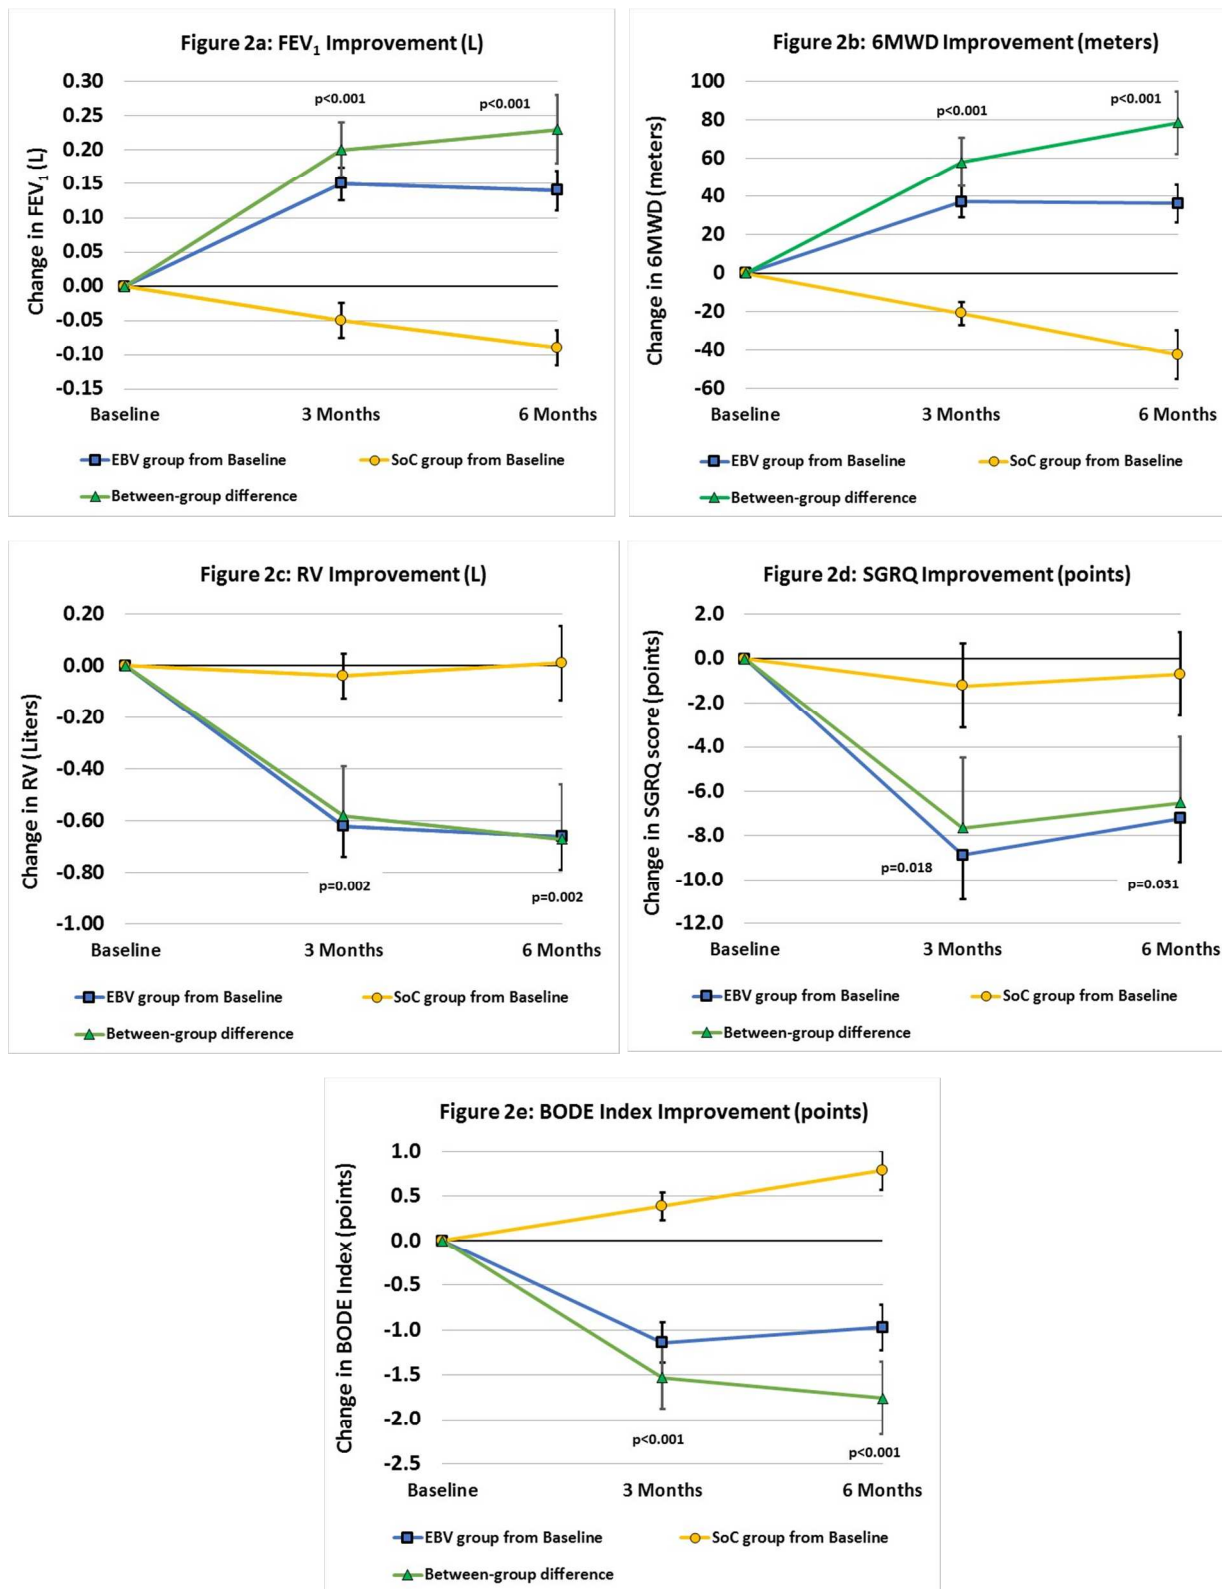 Figure 2a: FEV₁ Improvement (L)
Change in FEV₁ (L)
0.30
0.25
0.20
0.15
0.10
0.05
0.00
-0.05
-0.10
-0.15
p<0.001
p<0.001
Baseline 3 Months 6 Months
EBV group from Baseline SoC group from Baseline
Between-group difference
Figure 2b: 6MWD Improvement (meters)
Change in 6MWD (meters)
100
80
60
40
20
0
-20
-40
-60
p<0.001
p<0.001
Baseline 3 Months 6 Months
EBV group from Baseline SoC group from Baseline
Between-group difference
Figure 2c: RV Improvement (L)
Change in RV (Liters)
0.20
0.00
-0.20
-0.40
-0.60
-0.80
-1.00
p=0.002
p=0.002
Baseline 3 Months 6 Months
EBV group from Baseline SoC group from Baseline
Between-group difference
Figure 2d: SGRQ Improvement (points)
Change in SGRQ score (points)
2.0
0.0
-2.0
-4.0
-6.0
-8.0
-10.0
-12.0
p=0.018
p=0.031
Baseline 3 Months 6 Months
EBV group from Baseline SoC group from Baseline
Between-group difference
Figure 2e: BODE Index Improvement (points)
Change in BODE Index (points)
1.0
0.5
0.0
-0.5
-1.0
-1.5
-2.0
-2.5
p<0.001
p<0.001
Baseline 3 Months 6 Months
EBV group from Baseline SoC group from Baseline
Between-group difference